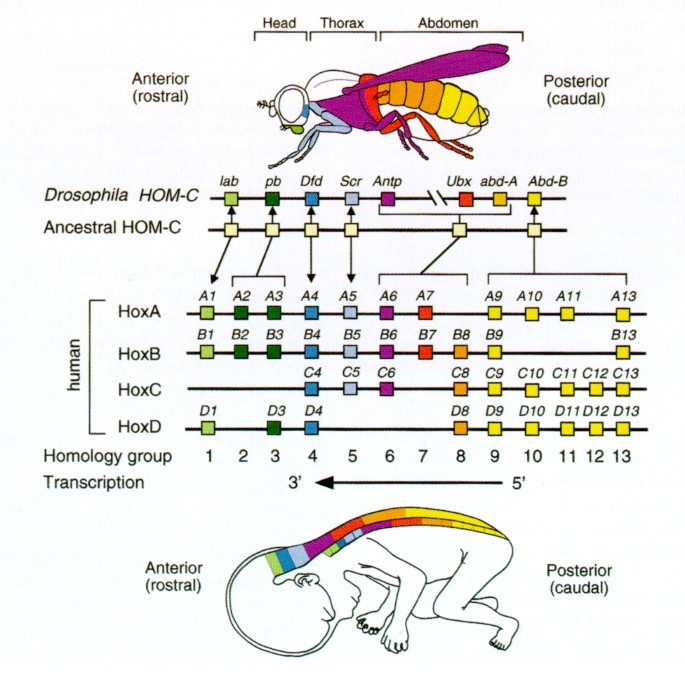 Head Thorax Abdomen
Anterior
(rostral)
Posterior
(caudal)
lab pb Dfd Scr Antp Ubx abd-A Abd-B
Drosophila HOM-C
Ancestral HOM-C
A1 A2 A3 A4 A5 A6 A7 A9 A10 A11 A13
HoxA
B1 B2 B3 B4 B5 B6 B7 B8 B9 B13
HoxB
C4 C5 C6 C8 C9 C10 C11 C12 C13
HoxC
D1 D3 D4 D8 D9 D10 D11 D12 D13
HoxD
human
Homology group 1 2 3 4 5 6 7 8 9 10 11 12 13
Transcription 3' 5'
Anterior
(rostral)
Posterior
(caudal)